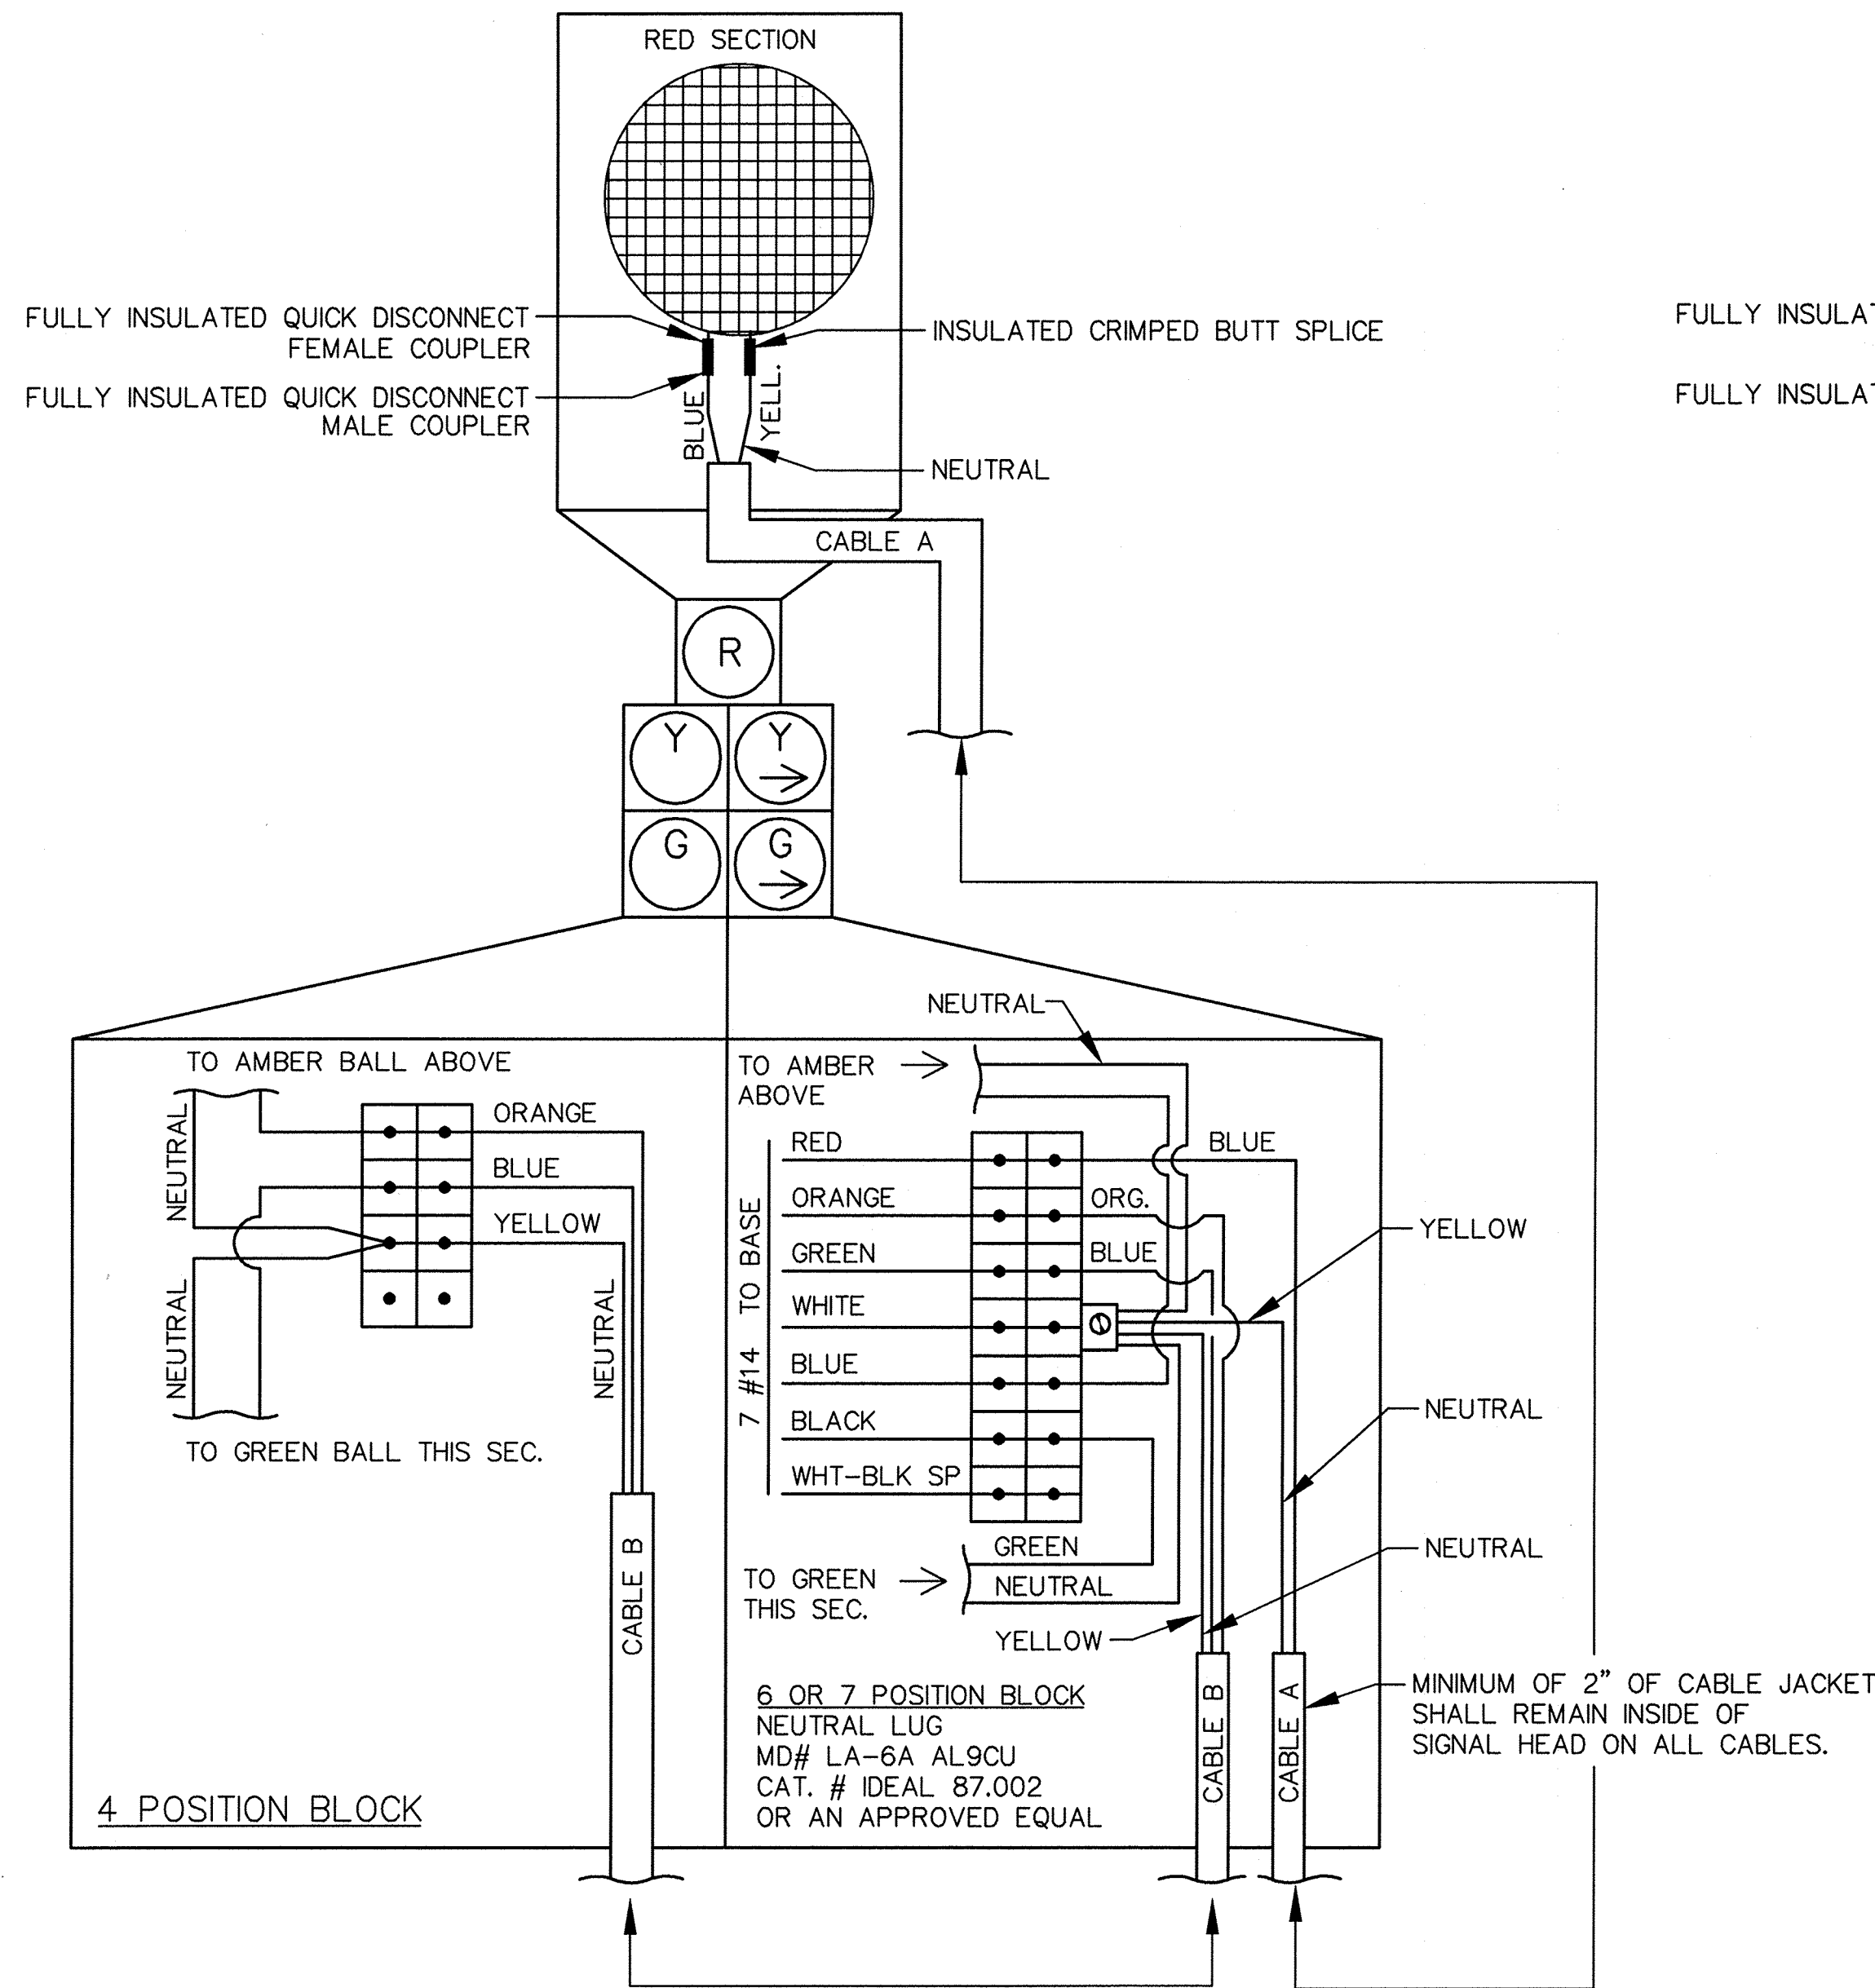 RED SECTION
FULLY INSULATED QUICK DISCONNECT
FEMALE COUPLER
INSULATED CRIMPED BUTT SPLICE
FULLY INSULAT
FULLY INSULATED QUICK DISCONNECT
MALE COUPLER
FULLY INSULAT
BLUE
YELL.
NEUTRAL
CABLE A
R
Y
Y
G
G
NEUTRAL
TO AMBER BALL ABOVE
NEUTRAL
ORANGE
BLUE
YELLOW
NEUTRAL
NEUTRAL
TO GREEN BALL THIS SEC.
CABLE B
4 POSITION BLOCK
TO AMBER
ABOVE
7 #14 TO BASE
RED
ORANGE
GREEN
WHITE
BLUE
BLACK
WHT-BLK SP
BLUE
ORG.
BLUE
YELLOW
NEUTRAL
NEUTRAL
GREEN
NEUTRAL
TO GREEN
THIS SEC.
YELLOW
6 OR 7 POSITION BLOCK
NEUTRAL LUG
MD# LA-6A AL9CU
CAT. # IDEAL 87.002
OR AN APPROVED EQUAL
CABLE B
CABLE A
MINIMUM OF 2" OF CABLE JACKET
SHALL REMAIN INSIDE OF
SIGNAL HEAD ON ALL CABLES.